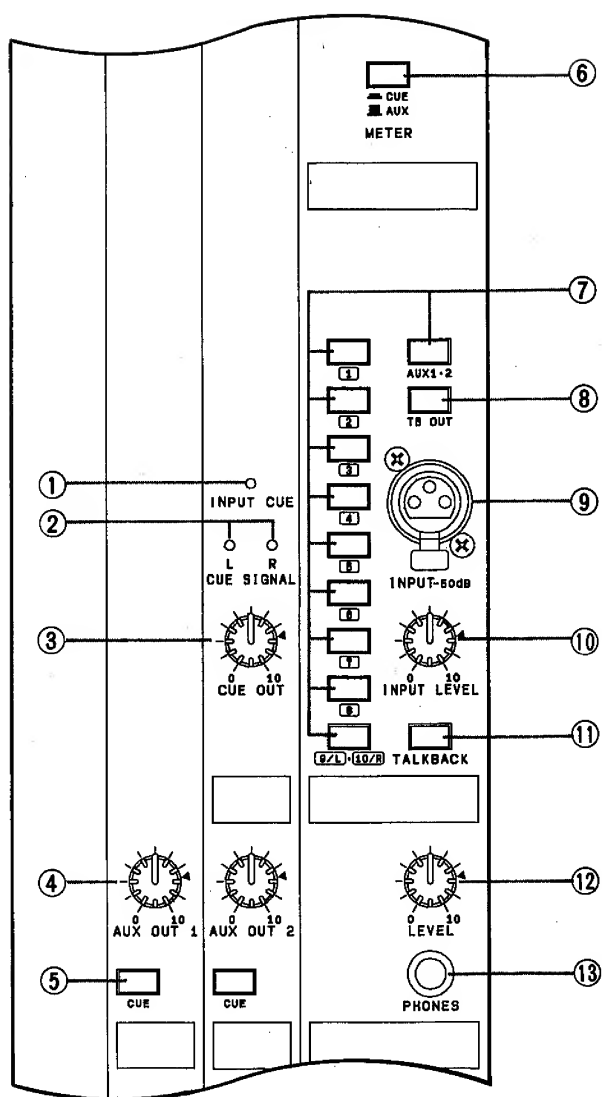 ⑥
CUE
AUX
METER
⑦
1
AUX1·2
2
TB OUT
⑧
3
① INPUT CUE
4
⑨
② L R
CUE SIGNAL
5
INPUT-50dB
6
③ 0 10
CUE OUT
7
0 10
INPUT LEVEL
⑩
8
9/L·10/R
TALKBACK
⑪
④ 0 10
AUX OUT 1
0 10
AUX OUT 2
0 10
LEVEL
⑫
⑤ CUE
CUE
PHONES
⑬